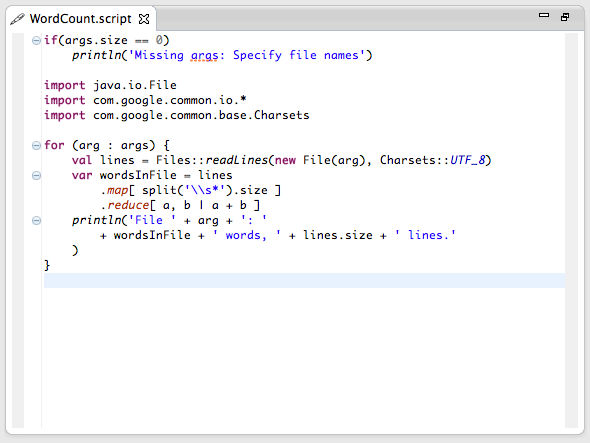 WordCount.script
if(args.size == 0)
    println('Missing args: Specify file names')
import java.io.File
import com.google.common.io.*
import com.google.common.base.Charsets
for (arg : args) {
    val lines = Files::readLines(new File(arg), Charsets::UTF_8)
    var wordsInFile = lines
        .map[ split('\\s*').size ]
        .reduce[ a, b | a + b ]
    println('File ' + arg + ': '
        + wordsInFile + ' words, ' + lines.size + ' lines.'
    )
}